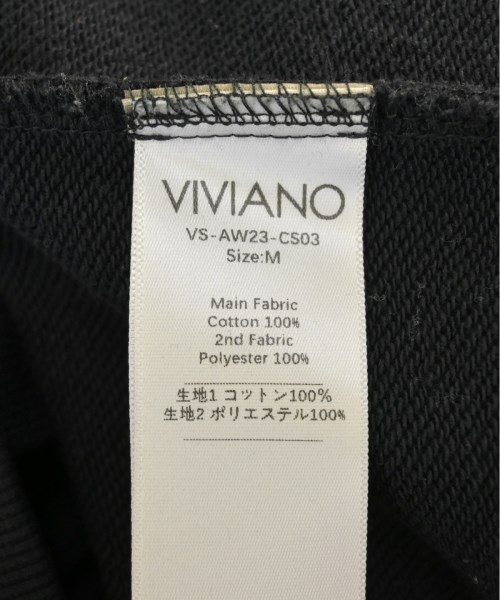 VIVIANO
VS-AW23-CS03
Size:M
Main Fabric
Cotton 100%
2nd Fabric
Polyester 100%
生地1 コットン100%
生地2 ポリエステル100%